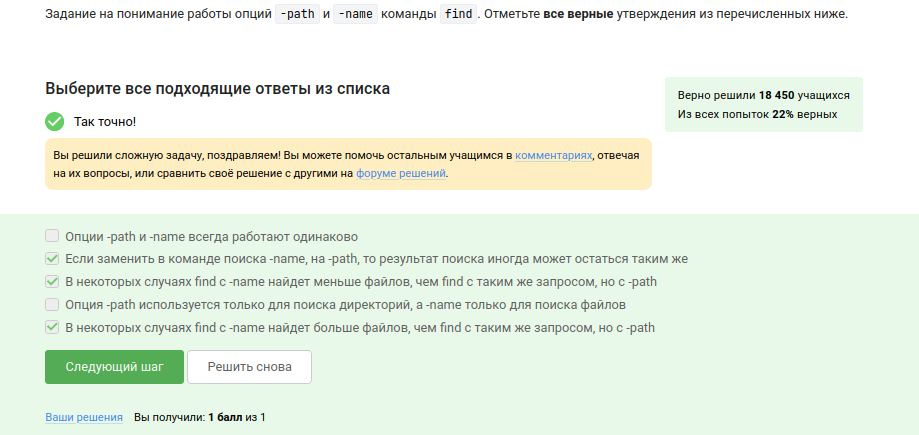 Задание на понимание работы опций -path и -name команды find. Отметьте все верные утверждения из перечисленных ниже.
Выберите все подходящие ответы из списка
Верно решили 18 450 учащихся
Из всех попыток 22% верных
Так точно!
Вы решили сложную задачу, поздравляем! Вы можете помочь остальным учащимся в комментариях, отвечая
на их вопросы, или сравнить своё решение с другими на форуме решений.
Опции -path и -name всегда работают одинаково
Если заменить в команде поиска -name, на -path, то результат поиска иногда может остаться таким же
В некоторых случаях find с -name найдет меньше файлов, чем find с таким же запросом, но с -path
Опция -path используется только для поиска директорий, а -name только для поиска файлов
В некоторых случаях find с -name найдет больше файлов, чем find с таким же запросом, но с -path
Следующий шаг
Решить снова
Ваши решения Вы получили: 1 балл из 1